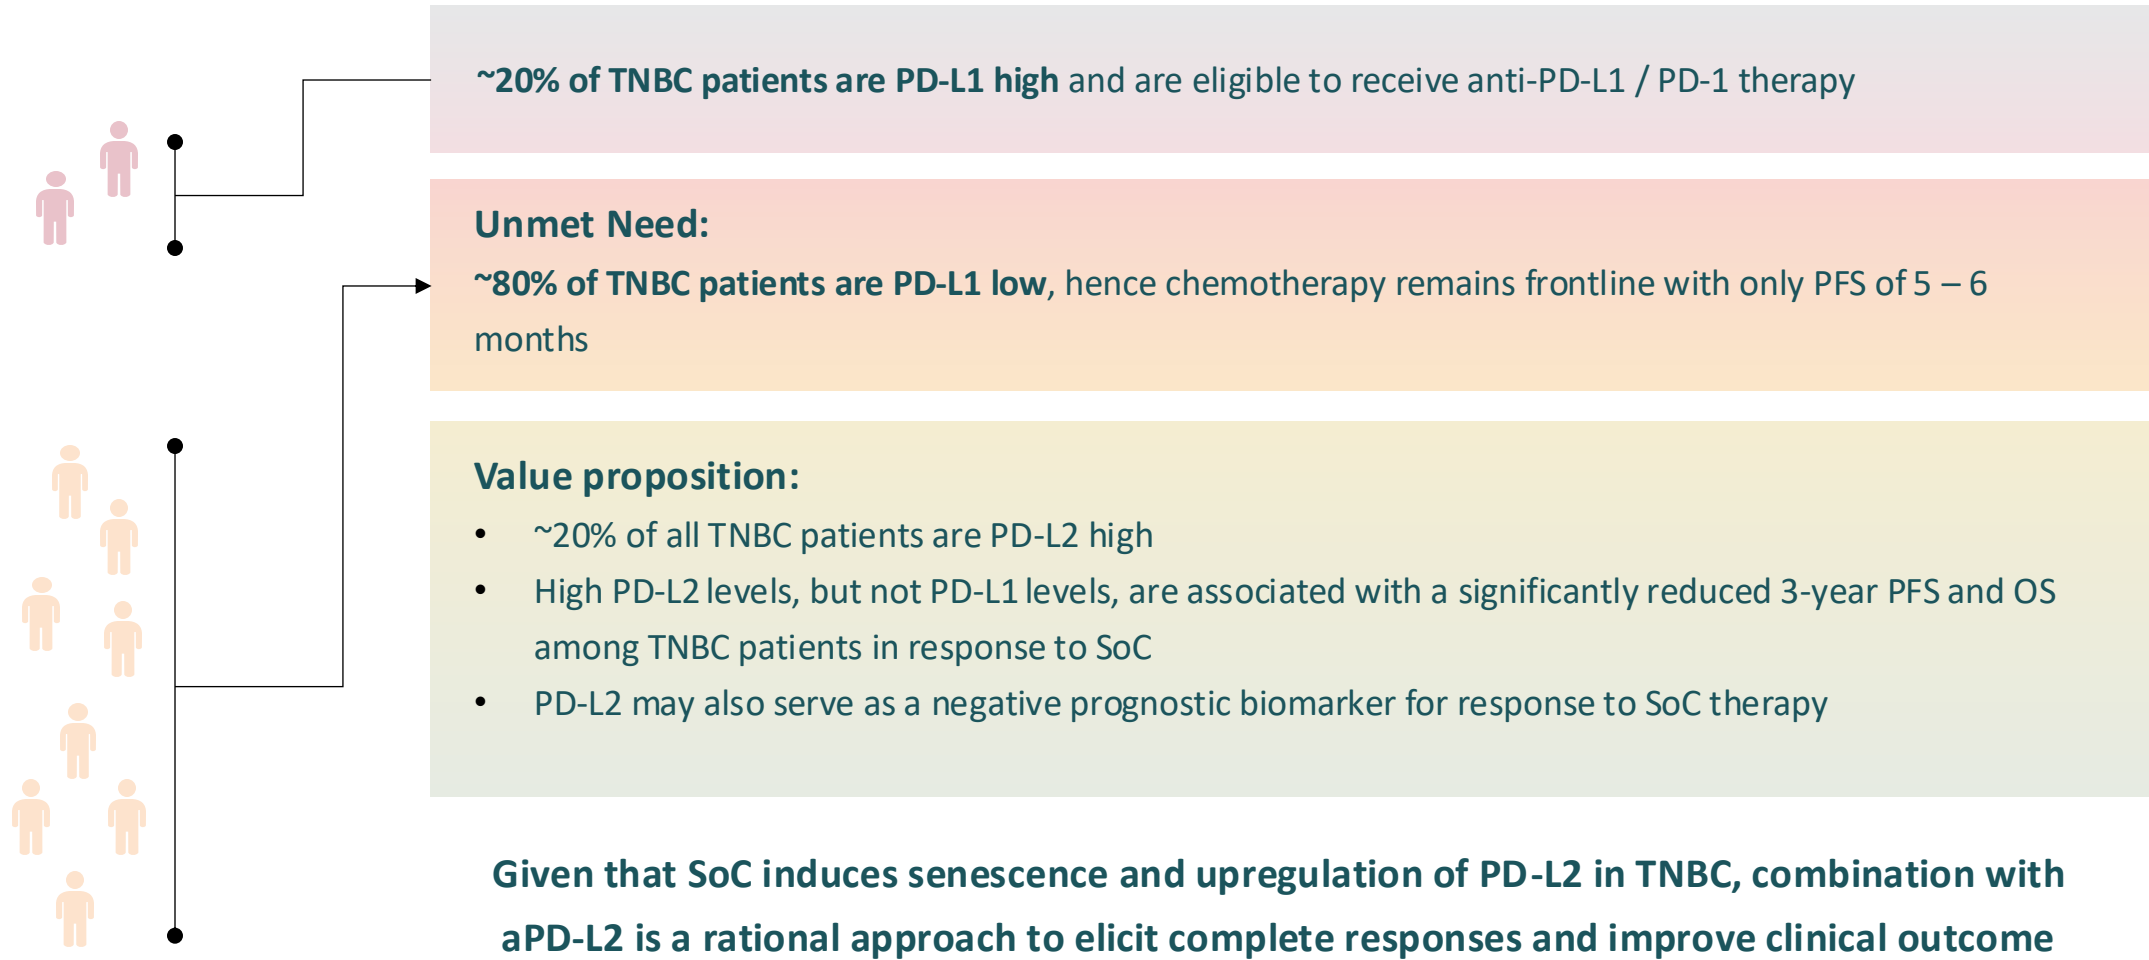 ~20% of TNBC patients are PD-L1 high and are eligible to receive anti-PD-L1 / PD-1 therapy
Unmet Need:
~80% of TNBC patients are PD-L1 low, hence chemotherapy remains frontline with only PFS of 5 – 6
months
Value proposition:
• ~20% of all TNBC patients are PD-L2 high
• High PD-L2 levels, but not PD-L1 levels, are associated with a significantly reduced 3-year PFS and OS
among TNBC patients in response to SoC
• PD-L2 may also serve as a negative prognostic biomarker for response to SoC therapy
Given that SoC induces senescence and upregulation of PD-L2 in TNBC, combination with
aPD-L2 is a rational approach to elicit complete responses and improve clinical outcome